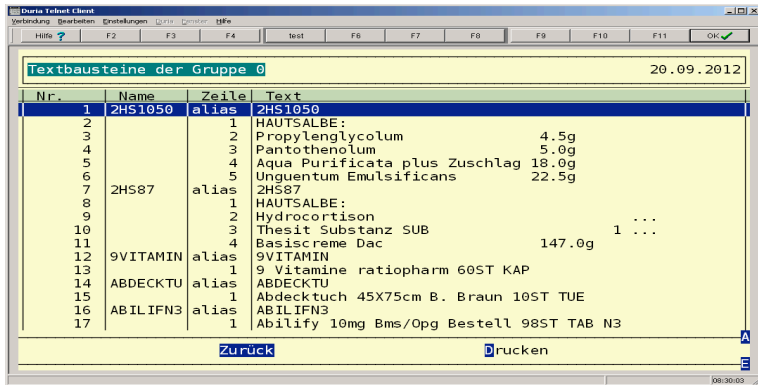 Duria Telnet Client
Verbindung Bearbeiten Einstellungen Duria Fenster Hilfe
Hilfe ? F2 F3 F4 test F6 F7 F8 F9 F10 F11 OK
Textbausteine der Gruppe 0 20.09.2012
Nr. Name Zeile Text
1 2HS1050 alias 2HS1050
2 1 HAUTSALBE:
3 2 Propylenglycolum 4.5g
4 3 Pantothenolum 5.0g
5 4 Aqua Purificata plus Zuschlag 18.0g
6 5 Unguentum Emulsificans 22.5g
7 2HS87 alias 2HS87
8 1 HAUTSALBE:
9 2 Hydrocortison ...
10 3 Thesit Substanz SUB 1 ...
11 4 Basiscreme Dac 147.0g
12 9VITAMIN alias 9VITAMIN
13 1 9 Vitamine ratiopharm 60ST KAP
14 ABDECKTU alias ABDECKTU
15 1 Abdecktuch 45X75cm B. Braun 10ST TUE
16 ABILIFN3 alias ABILIFN3
17 1 Abilify 10mg Bms/Opg Bestell 98ST TAB N3
A
Zurück Drucken
E
08:30:03